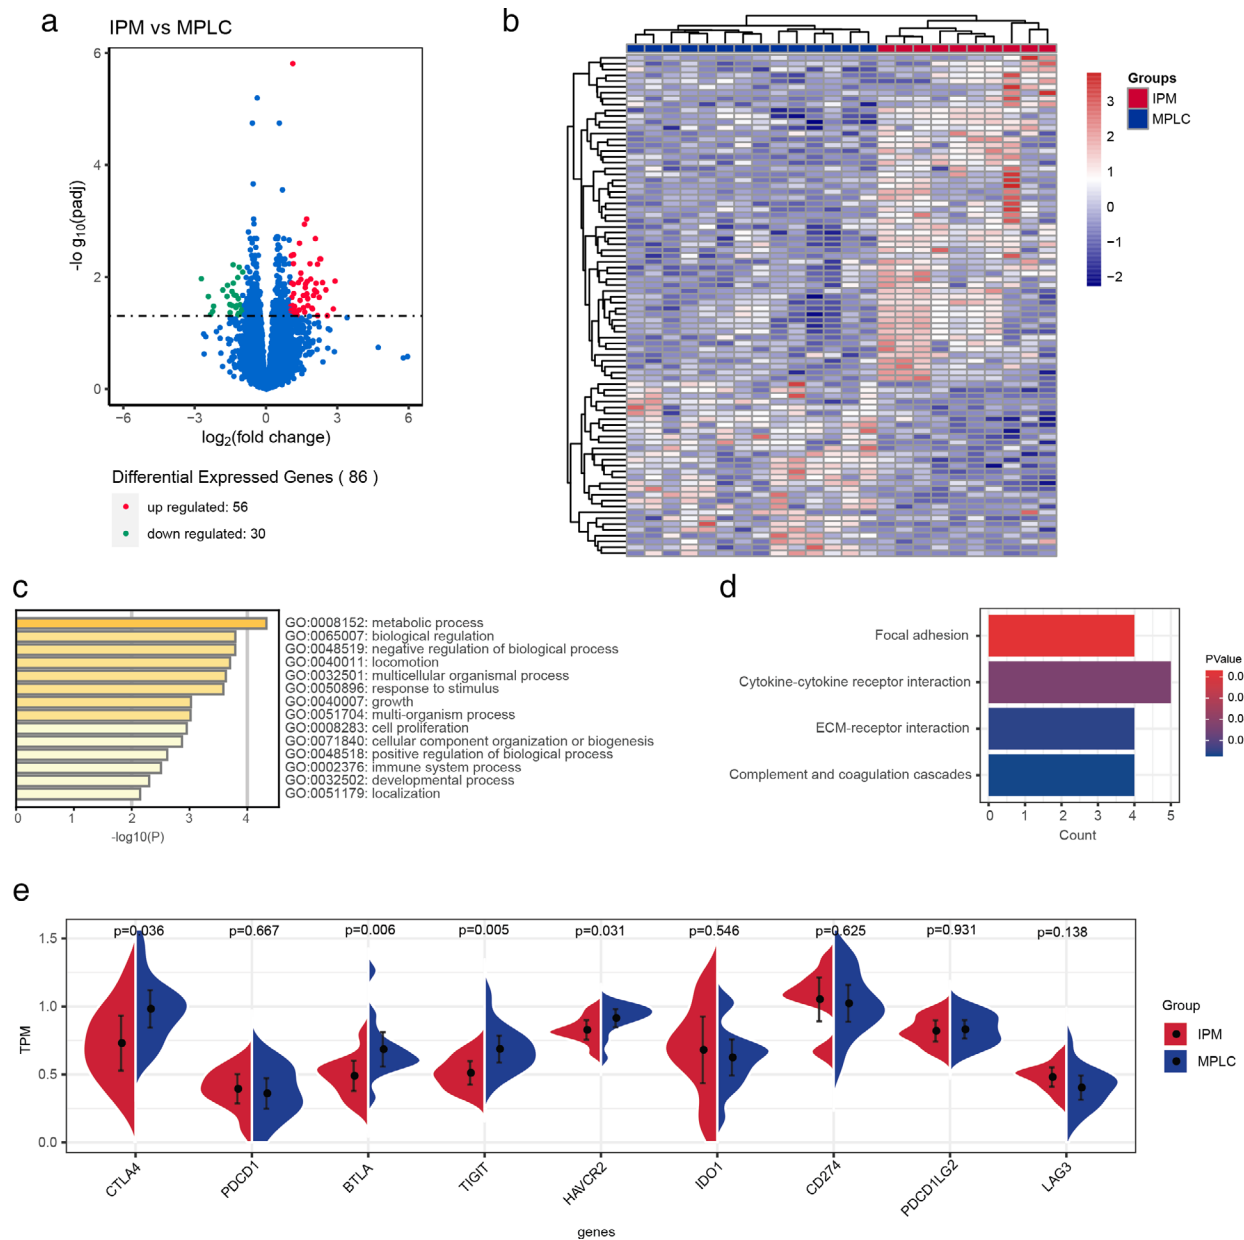 a
IPM vs MPLC
6
4
2
0
-lo g10(padj)
−6
−3
0
3
6
log2(fold change)
Differential Expressed Genes ( 86 )
up regulated: 56
down regulated: 30
b
3
2
1
0
−1
−2
Groups
IPM
MPLC
c
GO:0008152: metabolic process
GO:0065007: biological regulation
GO:0048519: negative regulation of biological process
GO:0040011: locomotion
GO:0032501: multicellular organismal process
GO:0050896: response to stimulus
GO:0040007: growth
GO:0051704: multi-organism process
GO:0008283: cell proliferation
GO:0071840: cellular component organization or biogenesis
GO:0048518: positive regulation of biological process
GO:0002376: immune system process
GO:0032502: developmental process
GO:0051179: localization
0 1 2 3 4
-log10(P)
d
Focal adhesion
Cytokine-cytokine receptor interaction
ECM-receptor interaction
Complement and coagulation cascades
0 1 2 3 4 5
Count
PValue
0.0
0.0
0.0
0.0
e
p=0.036 p=0.667 p=0.006 p=0.005 p=0.031 p=0.546 p=0.625 p=0.931 p=0.138
1.5
1.0
0.5
0.0
TPM
CTLA4 PDCD1 BTLA TIGIT HAVCR2 IDO1 CD274 PDCD1LG2 LAG3
genes
Group
IPM
MPLC